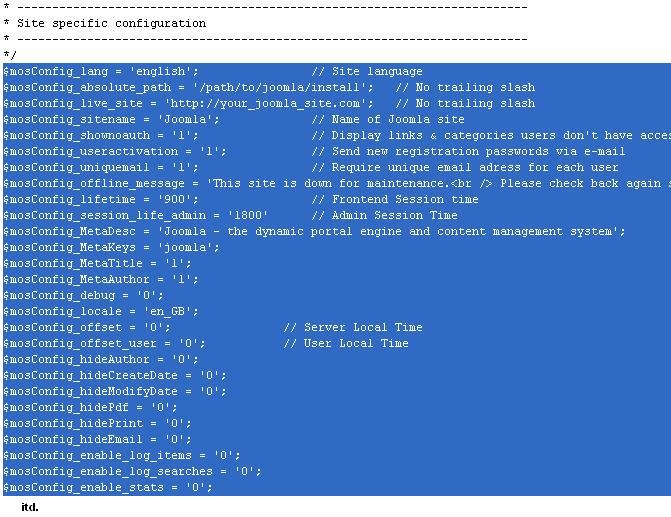 * -------------------------------------------------------------------------
* Site specific configuration
* -------------------------------------------------------------------------
*/
$mosConfig_lang = 'english'; // Site language
$mosConfig_absolute_path = '/path/to/joomla/install'; // No trailing slash
$mosConfig_live_site = 'http://your_joomla_site.com'; // No trailing slash
$mosConfig_sitename = 'Joomla'; // Name of Joomla site
$mosConfig_shownoauth = '1'; // Display links & categories users don't have acces
$mosConfig_useractivation = '1'; // Send new registration passwords via e-mail
$mosConfig_uniquemail = '1'; // Require unique email adress for each user
$mosConfig_offline_message = 'This site is down for maintenance.<br /> Please check back again s
$mosConfig_lifetime = '900'; // Frontend Session time
$mosConfig_session_life_admin = '1800' // Admin Session Time
$mosConfig_MetaDesc = 'Joomla - the dynamic portal engine and content management system';
$mosConfig_MetaKeys = 'joomla';
$mosConfig_MetaTitle = '1';
$mosConfig_MetaAuthor = '1';
$mosConfig_debug = '0';
$mosConfig_locale = 'en_GB';
$mosConfig_offset = '0'; // Server Local Time
$mosConfig_offset_user = '0'; // User Local Time
$mosConfig_hideAuthor = '0';
$mosConfig_hideCreateDate = '0';
$mosConfig_hideModifyDate = '0';
$mosConfig_hidePdf = '0';
$mosConfig_hidePrint = '0';
$mosConfig_hideEmail = '0';
$mosConfig_enable_log_items = '0';
$mosConfig_enable_log_searches = '0';
$mosConfig_enable_stats = '0';
itd.